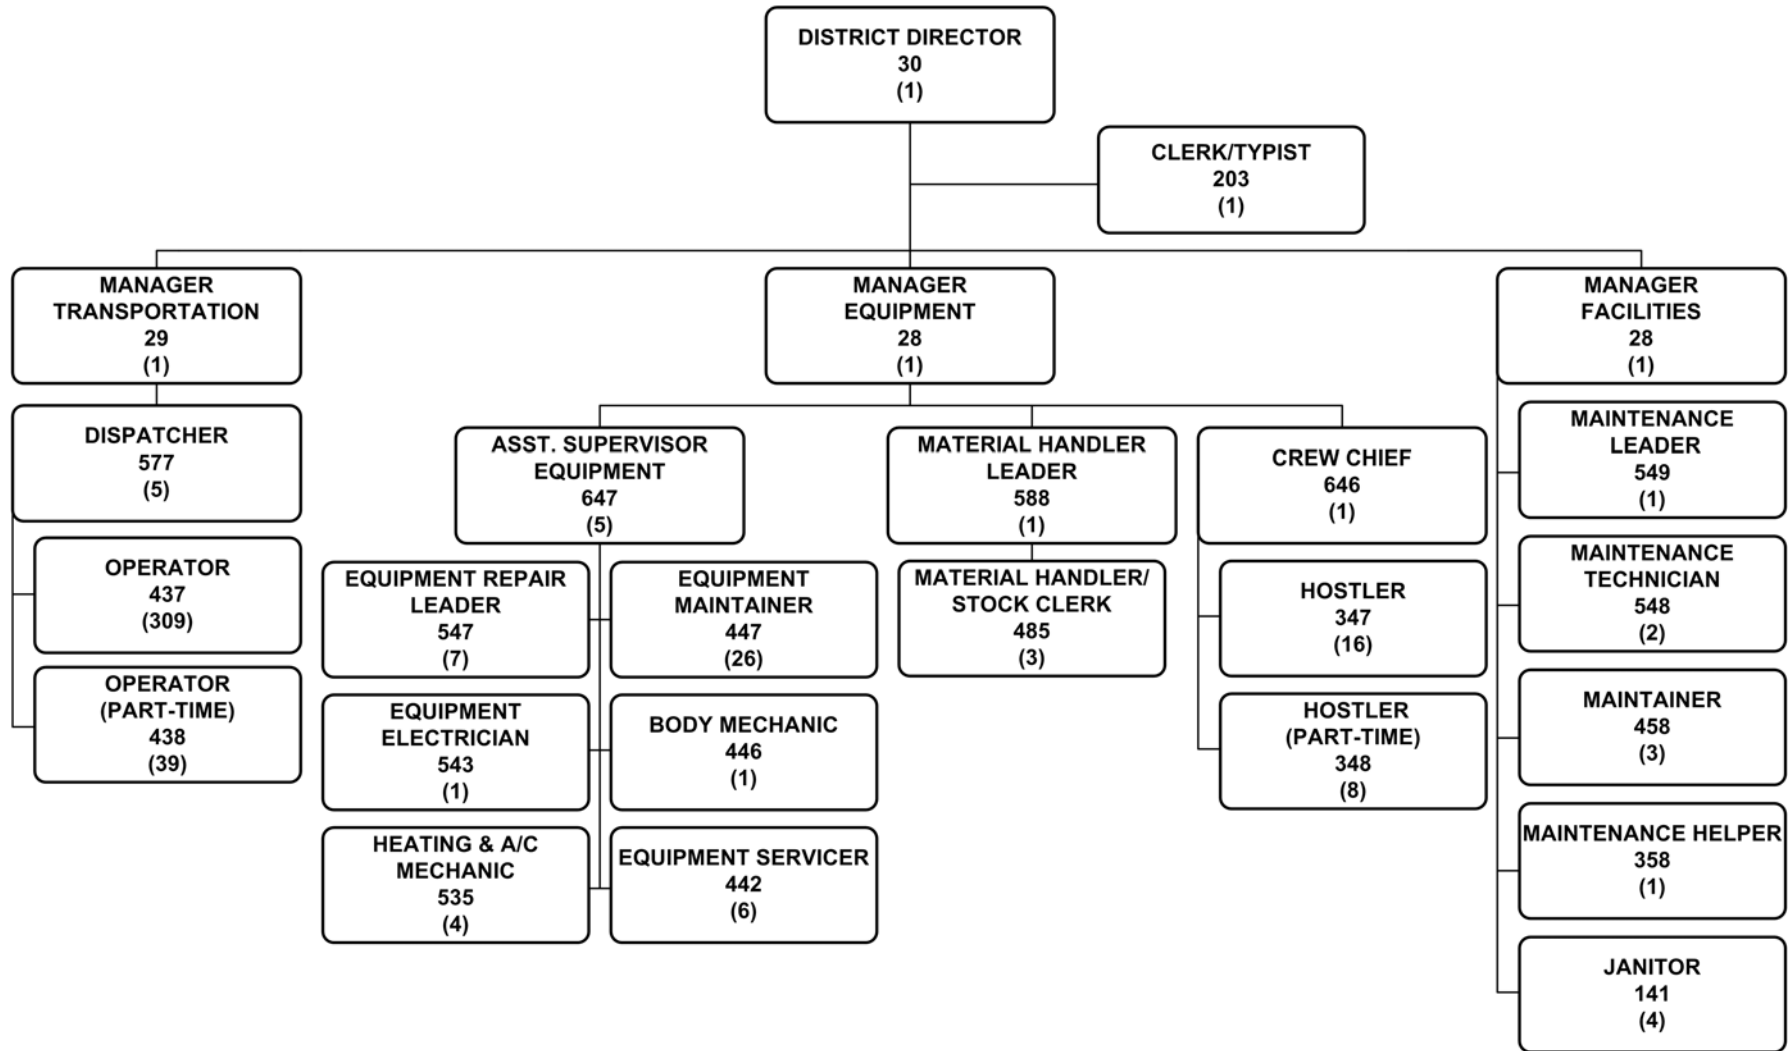 DISTRICT DIRECTOR
30
(1)
CLERK/TYPIST
203
(1)
MANAGER
TRANSPORTATION
29
(1)
DISPATCHER
577
(5)
OPERATOR
437
(309)
OPERATOR
(PART-TIME)
438
(39)
MANAGER
EQUIPMENT
28
(1)
ASST. SUPERVISOR
EQUIPMENT
647
(5)
EQUIPMENT REPAIR
LEADER
547
(7)
EQUIPMENT
MAINTAINER
447
(26)
EQUIPMENT
ELECTRICIAN
543
(1)
BODY MECHANIC
446
(1)
HEATING & A/C
MECHANIC
535
(4)
EQUIPMENT SERVICER
442
(6)
MATERIAL HANDLER
LEADER
588
(1)
MATERIAL HANDLER/
STOCK CLERK
485
(3)
CREW CHIEF
646
(1)
HOSTLER
347
(16)
HOSTLER
(PART-TIME)
348
(8)
MANAGER
FACILITIES
28
(1)
MAINTENANCE
LEADER
549
(1)
MAINTENANCE
TECHNICIAN
548
(2)
MAINTAINER
458
(3)
MAINTENANCE HELPER
358
(1)
JANITOR
141
(4)